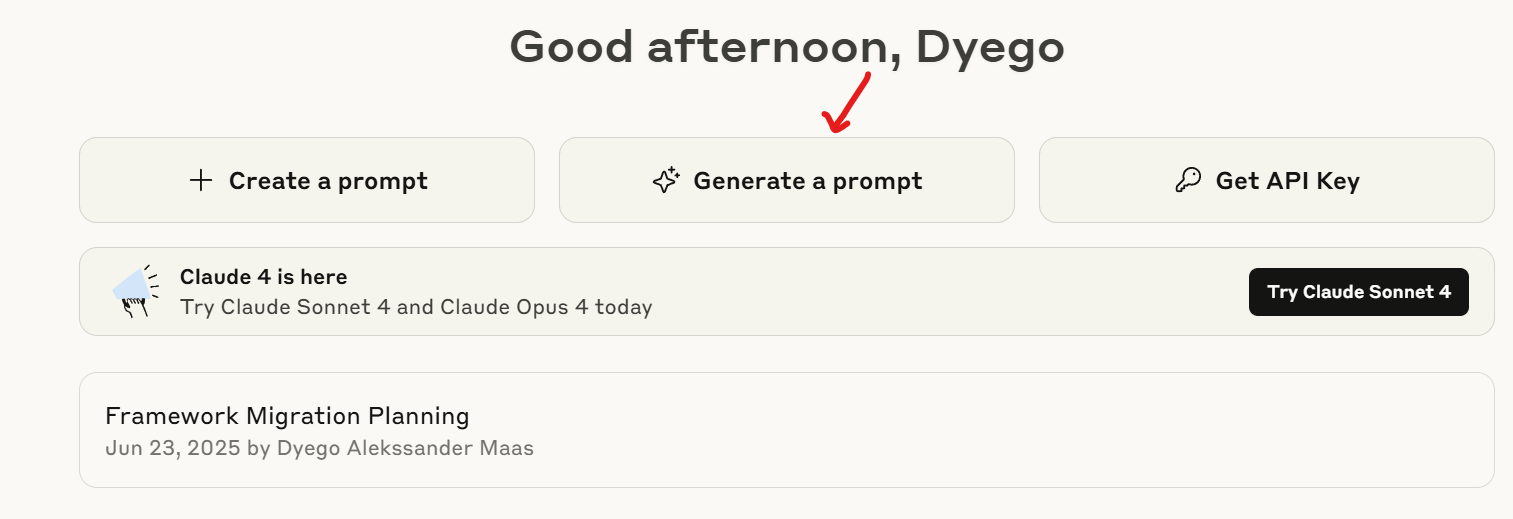 Good afternoon, Dyego
Create a prompt
Generate a prompt
Get API Key
Claude 4 is here
Try Claude Sonnet 4 and Claude Opus 4 today
Try Claude Sonnet 4
Framework Migration Planning
Jun 23, 2025 by Dyego Alekssander Maas